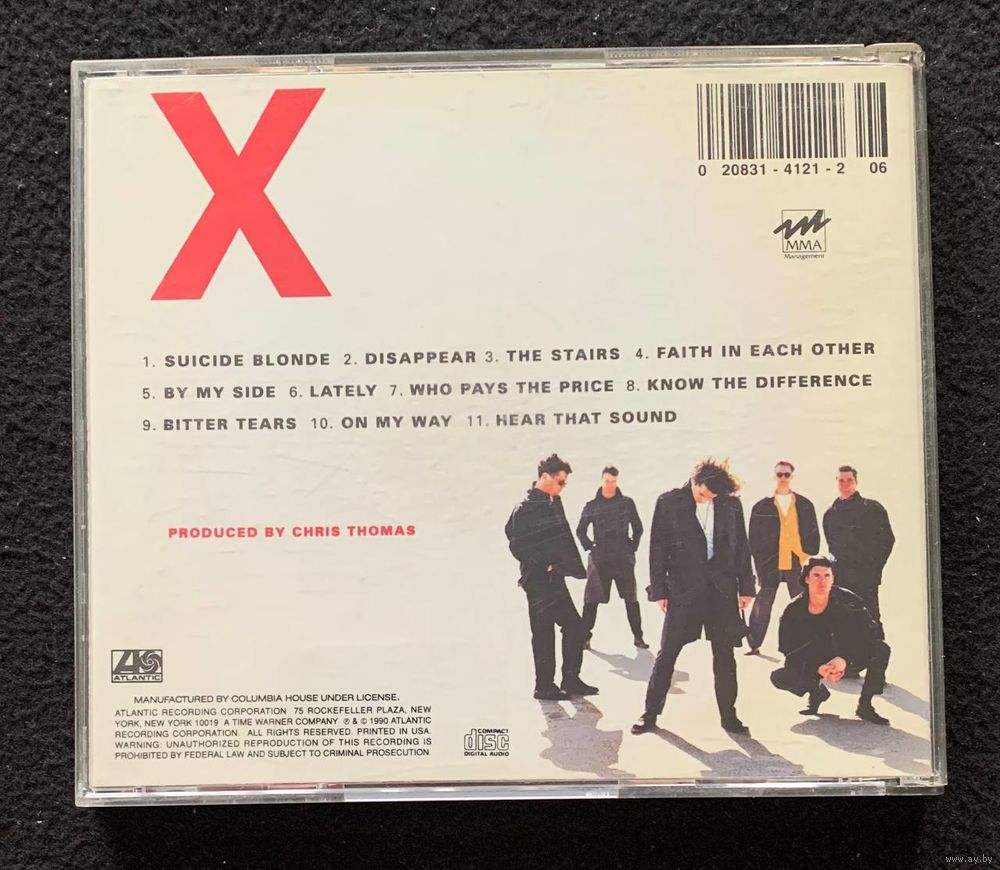 X
0 20831 - 4121 - 2 06
MMA
Management
1. SUICIDE BLONDE 2. DISAPPEAR 3. THE STAIRS 4. FAITH IN EACH OTHER
5. BY MY SIDE 6. LATELY 7. WHO PAYS THE PRICE 8. KNOW THE DIFFERENCE
9. BITTER TEARS 10. ON MY WAY 11. HEAR THAT SOUND
PRODUCED BY CHRIS THOMAS
ATLANTIC
MANUFACTURED BY COLUMBIA HOUSE UNDER LICENSE.
ATLANTIC RECORDING CORPORATION 75 ROCKEFELLER PLAZA, NEW
YORK, NEW YORK 10019 A TIME WARNER COMPANY ℗ & © 1990 ATLANTIC
RECORDING CORPORATION. ALL RIGHTS RESERVED. PRINTED IN USA.
WARNING: UNAUTHORIZED REPRODUCTION OF THIS RECORDING IS
PROHIBITED BY FEDERAL LAW AND SUBJECT TO CRIMINAL PROSECUTION.
COMPACT
disc
DIGITAL AUDIO
www.ay.by